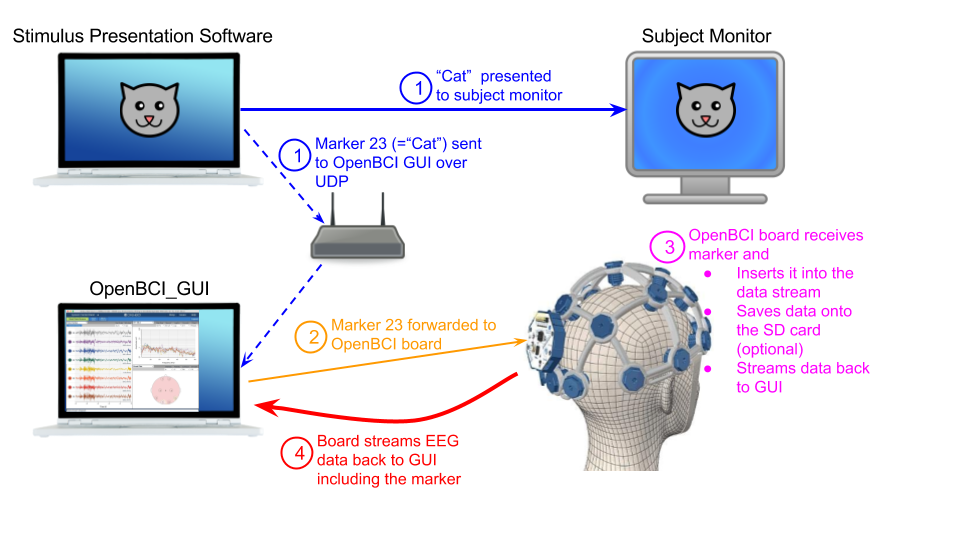 Stimulus Presentation Software
Subject Monitor
1
“Cat” presented
to subject monitor
1
Marker 23 (=“Cat”) sent
to OpenBCI GUI over
UDP
3
OpenBCI board receives
marker and
● Inserts it into the
data stream
● Saves data onto
the SD card
(optional)
● Streams data back
to GUI
OpenBCI_GUI
2
Marker 23 forwarded to
OpenBCI board
4
Board streams EEG
data back to GUI
including the marker